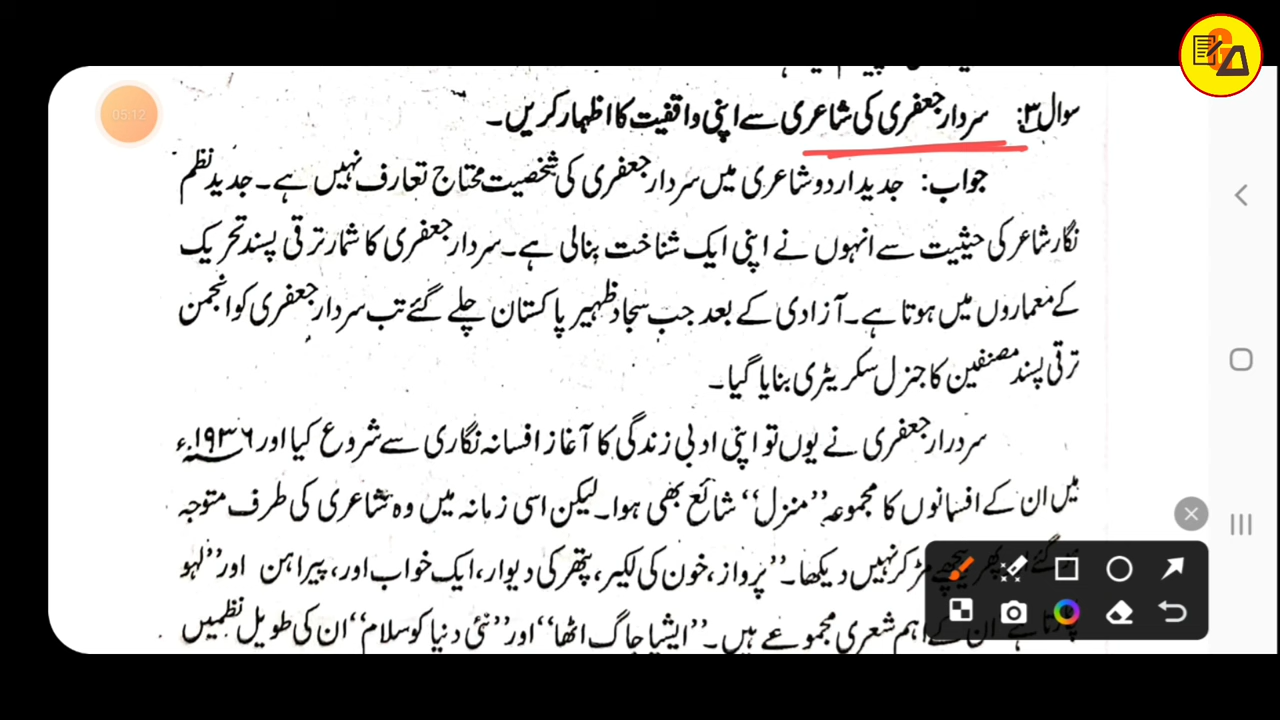 05:12
سوال ۳: سردار جعفری کی شاعری سے اپنی واقفیت کا اظہار کریں۔
جواب: جدید اردو شاعری میں سردار جعفری کی شخصیت محتاج تعارف نہیں ہے۔ جدید نظم
نگار شاعر کی حیثیت سے انہوں نے اپنی ایک شناخت بنالی ہے۔ سردار جعفری کا شمار ترقی پسند تحریک
کے معماروں میں ہوتا ہے۔ آزادی کے بعد جب سجاد ظہیر پاکستان چلے گئے تب سردار جعفری کو انجمن
ترقی پسند مصنفین کا جنرل سکریٹری بنایا گیا۔
سردرار جعفری نے یوں تو اپنی ادبی زندگی کا آغاز افسانہ نگاری سے شروع کیا اور ۱۹۳۶ء
میں ان کے افسانوں کا مجموعہ ”منزل“ شائع بھی ہوا۔ لیکن اسی زمانہ میں وہ شاعری کی طرف متوجہ
مڑ کر نہیں دیکھا۔ ”پرواز، خون کی لکیر، پتھر کی دیوار، ایک خواب اور، پیراہن اور ”لہو
ان کے اہم شعری مجموعے ہیں۔ ”ایشیا جاگ اٹھا“ اور ”نئی دنیا کو سلام“ ان کی طویل نظمیں